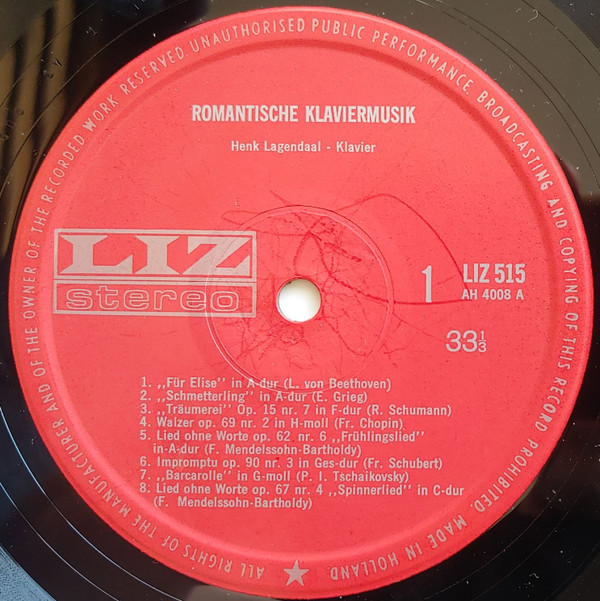 ROMANTISCHE KLAVIERMUSIK
Henk Lagendaal - Klavier
LIZ
stereo
1
LIZ 515
AH 4008 A
33⅓
1. ,,Für Elise'' in A-dur (L. von Beethoven)
2. ,,Schmetterling'' in A-dur (E. Grieg)
3. ,,Träumerei'' Op. 15 nr. 7 in F-dur (R. Schumann)
4. Walzer op. 69 nr. 2 in H-moll (Fr. Chopin)
5. Lied ohne Worte op. 62 nr. 6 ,,Frühlingslied''
in-A-dur (F. Mendelssohn-Bartholdy)
6. Impromptu op. 90 nr. 3 in Ges-dur (Fr. Schubert)
7. ,,Barcarolle'' in G-moll (P. I. Tschaikovsky)
8. Lied ohne Worte op. 67 nr. 4 ,,Spinnerlied'' in C-dur
(F. Mendelssohn-Bartholdy)
ALL RIGHTS OF THE MANUFACTURER AND OF THE OWNER OF THE RECORDED WORK RESERVED UNAUTHORISED PUBLIC PERFORMANCE, BROADCASTING AND COPYING OF THIS RECORD PROHIBITED. MADE IN HOLLAND.